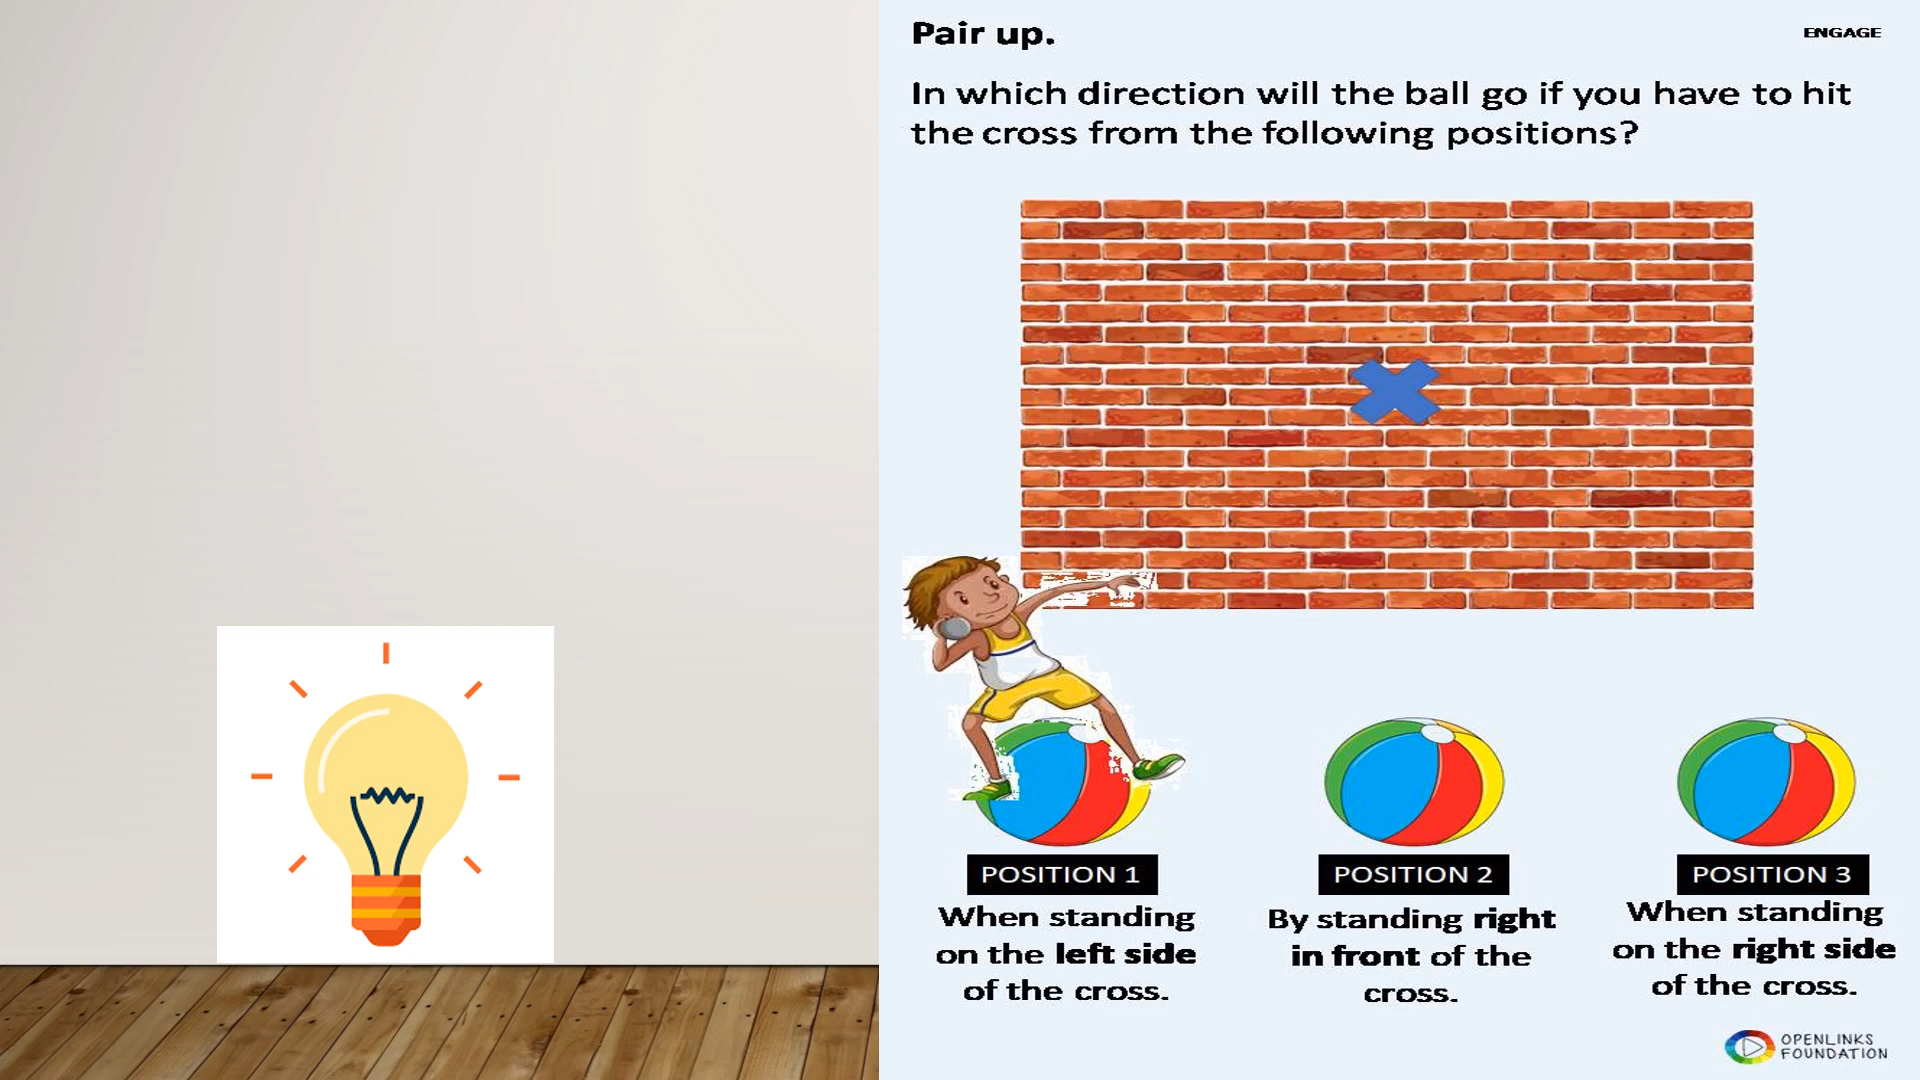 Pair up.
ENGAGE
In which direction will the ball go if you have to hit
the cross from the following positions?
POSITION 1
When standing
on the left side
of the cross.
POSITION 2
By standing right
in front of the
cross.
POSITION 3
When standing
on the right side
of the cross.
OPENLINKS
FOUNDATION